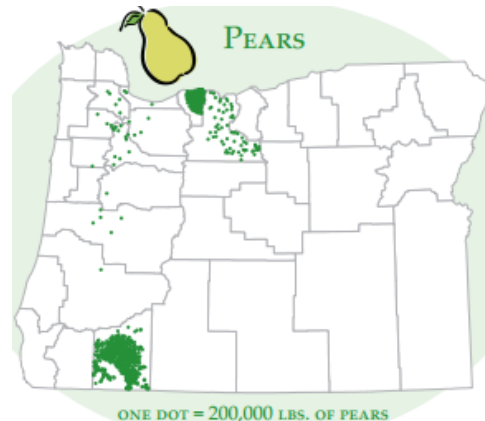 PEARS
ONE DOT = 200,000 LBS. OF PEARS